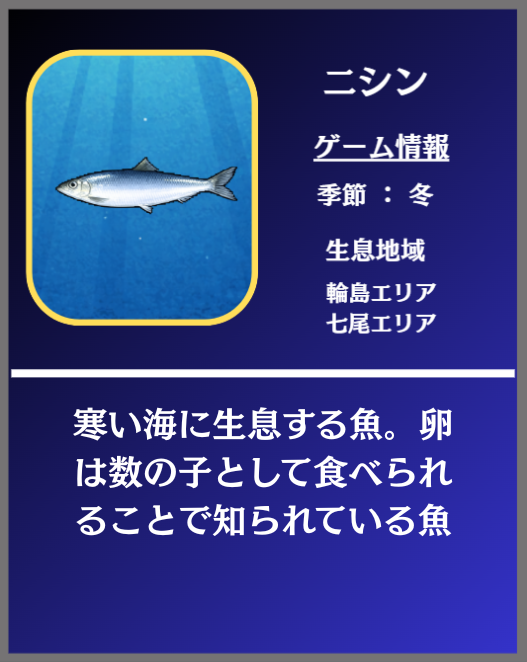 ニシン
ゲーム情報
季節 : 冬
生息地域
輪島エリア
七尾エリア
寒い海に生息する魚。卵
は数の子として食べられ
ることで知られている魚